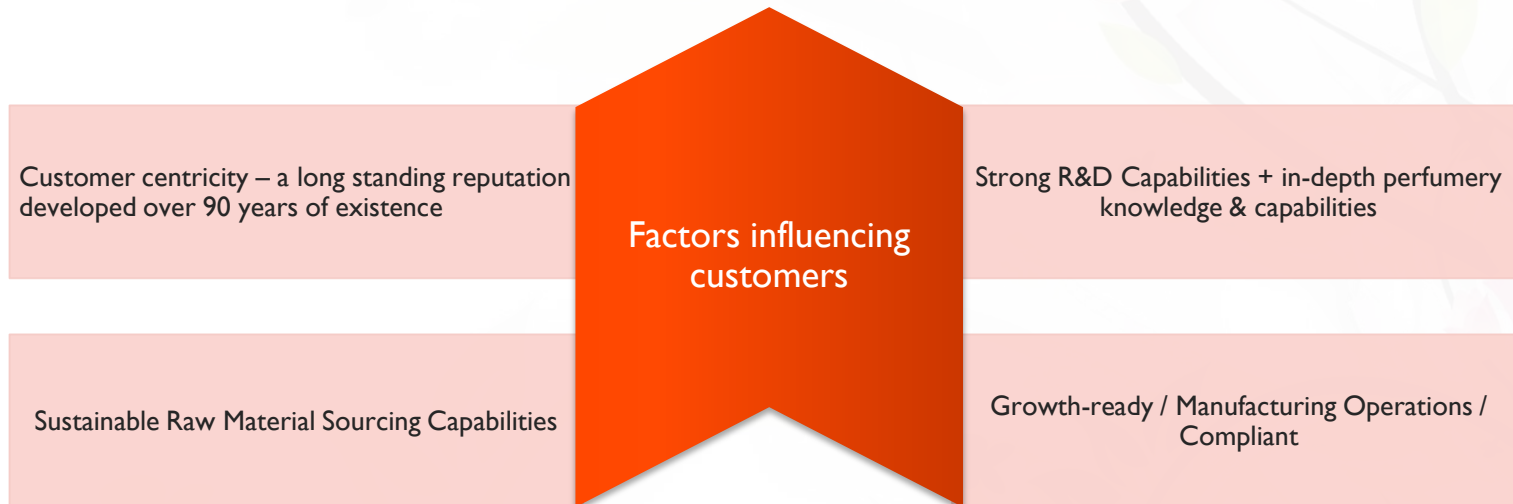 Customer centricity – a long standing reputation
developed over 90 years of existence
Factors influencing
customers
Strong R&D Capabilities + in-depth perfumery
knowledge & capabilities
Sustainable Raw Material Sourcing Capabilities
Growth-ready / Manufacturing Operations /
Compliant